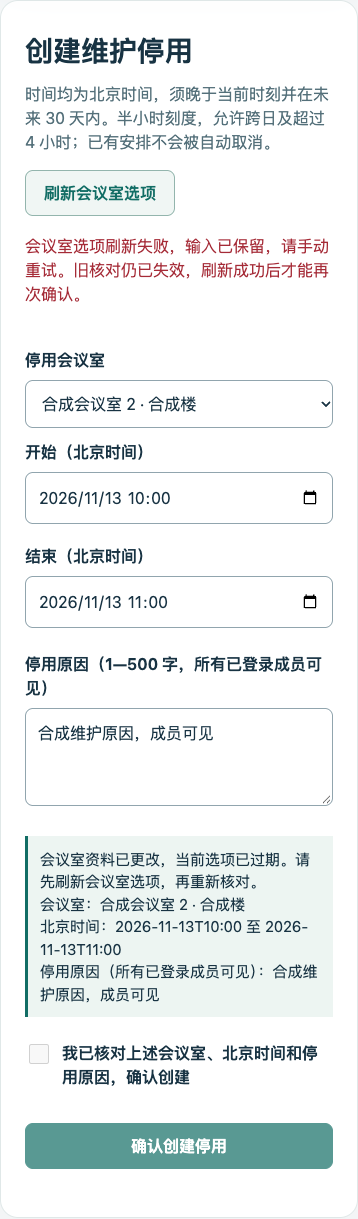 创建维护停用
时间均为北京时间，须晚于当前时刻并在未
来 30 天内。半小时刻度，允许跨日及超过
4 小时；已有安排不会被自动取消。
刷新会议室选项
会议室选项刷新失败，输入已保留，请手动
重试。旧核对仍已失效，刷新成功后才能再
次确认。
停用会议室
合成会议室 2 · 合成楼
开始（北京时间）
2026/11/13 10:00
结束（北京时间）
2026/11/13 11:00
停用原因（1—500 字，所有已登录成员可
见）
合成维护原因，成员可见
会议室资料已更改，当前选项已过期。请
先刷新会议室选项，再重新核对。
会议室：合成会议室 2 · 合成楼
北京时间：2026-11-13T10:00 至 2026-
11-13T11:00
停用原因（所有已登录成员可见）：合成维
护原因，成员可见
我已核对上述会议室、北京时间和停
用原因，确认创建
确认创建停用